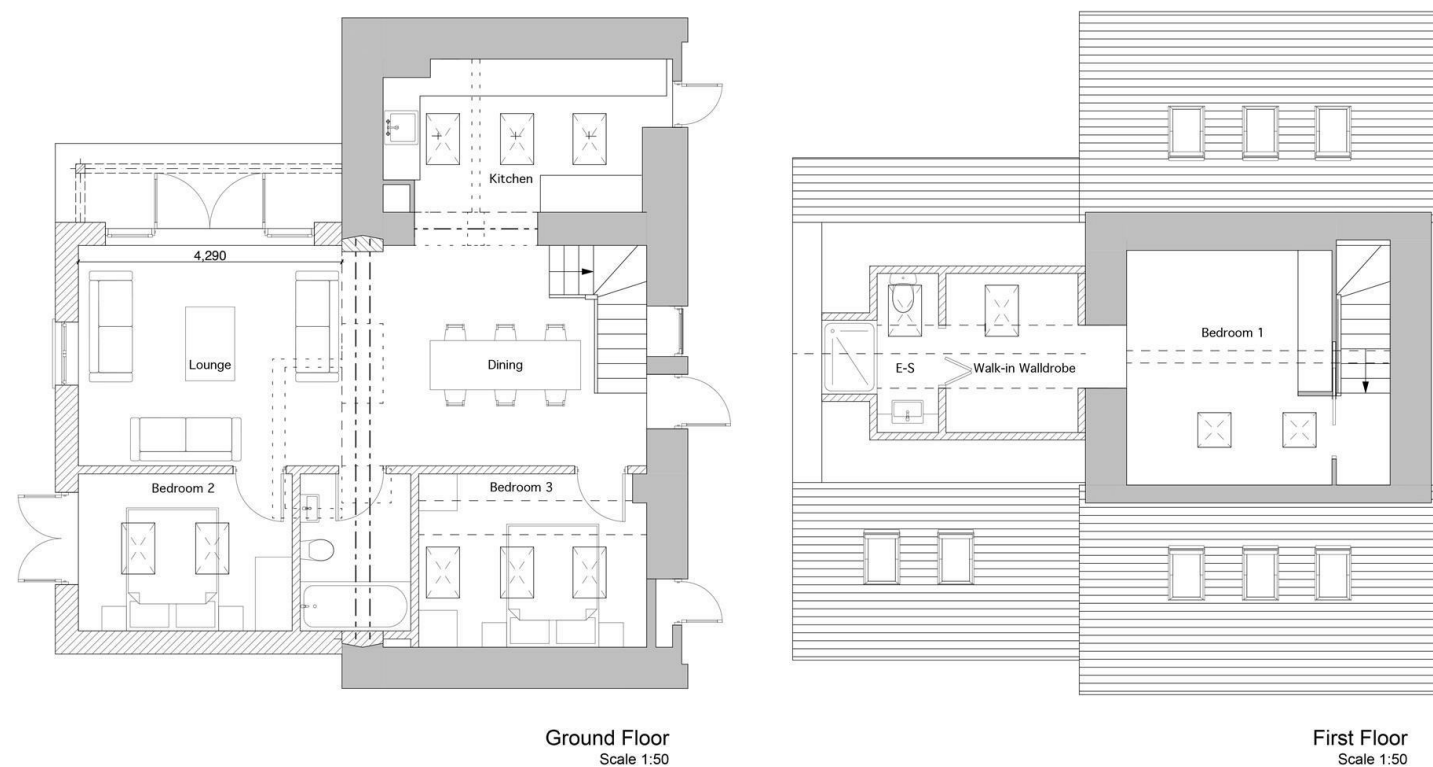 Kitchen
4,290
Lounge
Dining
Bedroom 2
Bedroom 3
Ground Floor
Scale 1:50
Bedroom 1
E-S
Walk-in Walldrobe
First Floor
Scale 1:50